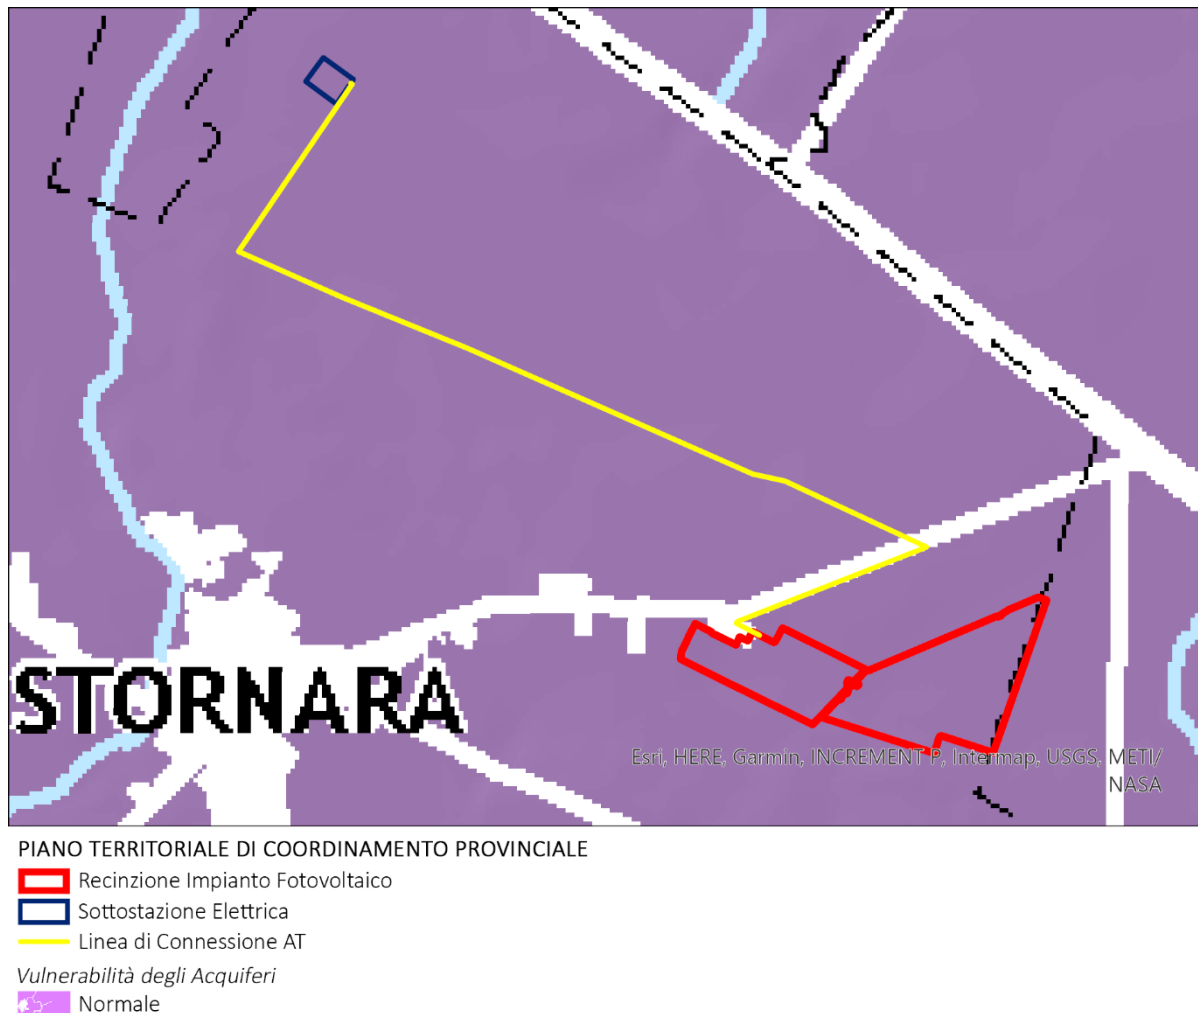 STORNARA
Esri, HERE, Garmin, INCREMENT P, Intermap, USGS, METI/
NASA
PIANO TERRITORIALE DI COORDINAMENTO PROVINCIALE
Recinzione Impianto Fotovoltaico
Sottostazione Elettrica
Linea di Connessione AT
Vulnerabilità degli Acquiferi
Normale